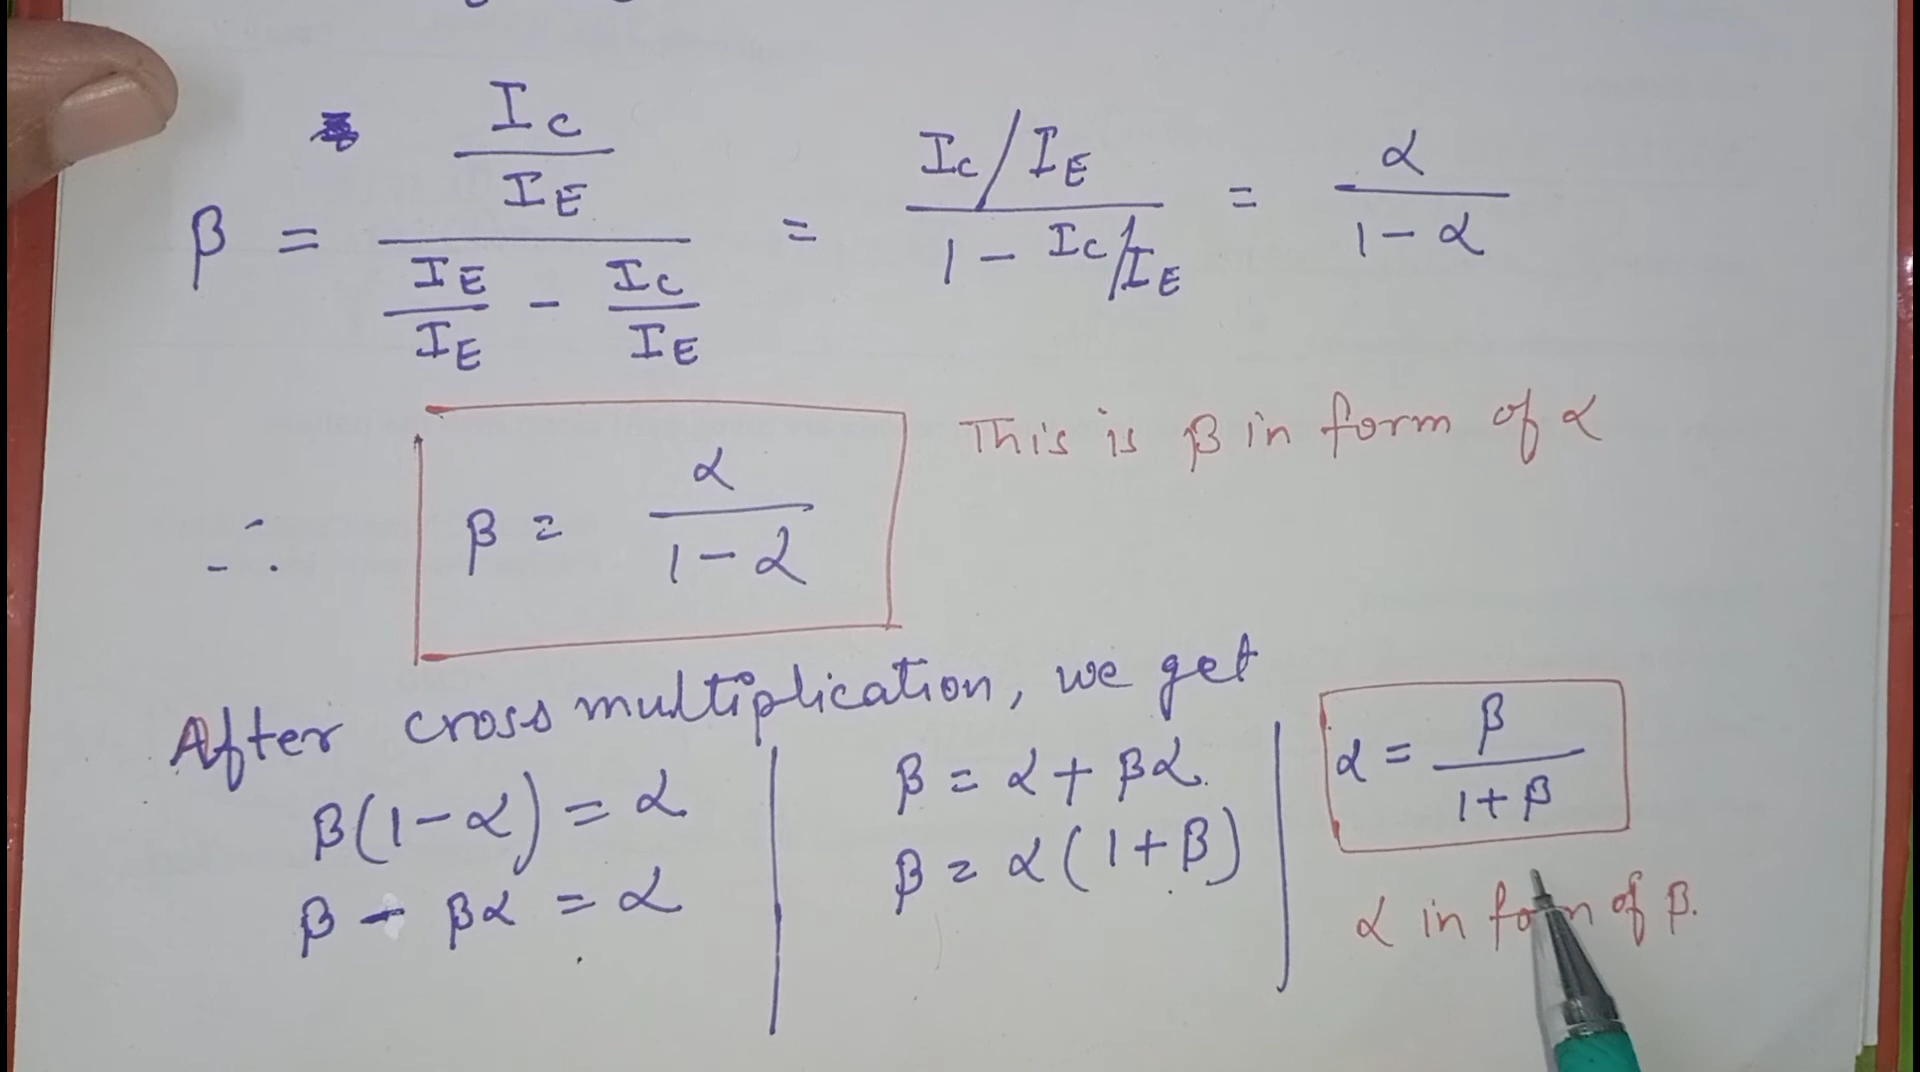 β = (I_C / I_E) / (I_E / I_E - I_C / I_E) = (I_C/I_E) / (1 - I_C/I_E) = α / (1 - α)
This is β in form of α
∴ β = α / (1 - α)
After cross multiplication, we get
β(1-α) = α
β - βα = α
β = α + βα.
β = α(1+β)
α = β / (1+β)
α in form of β.